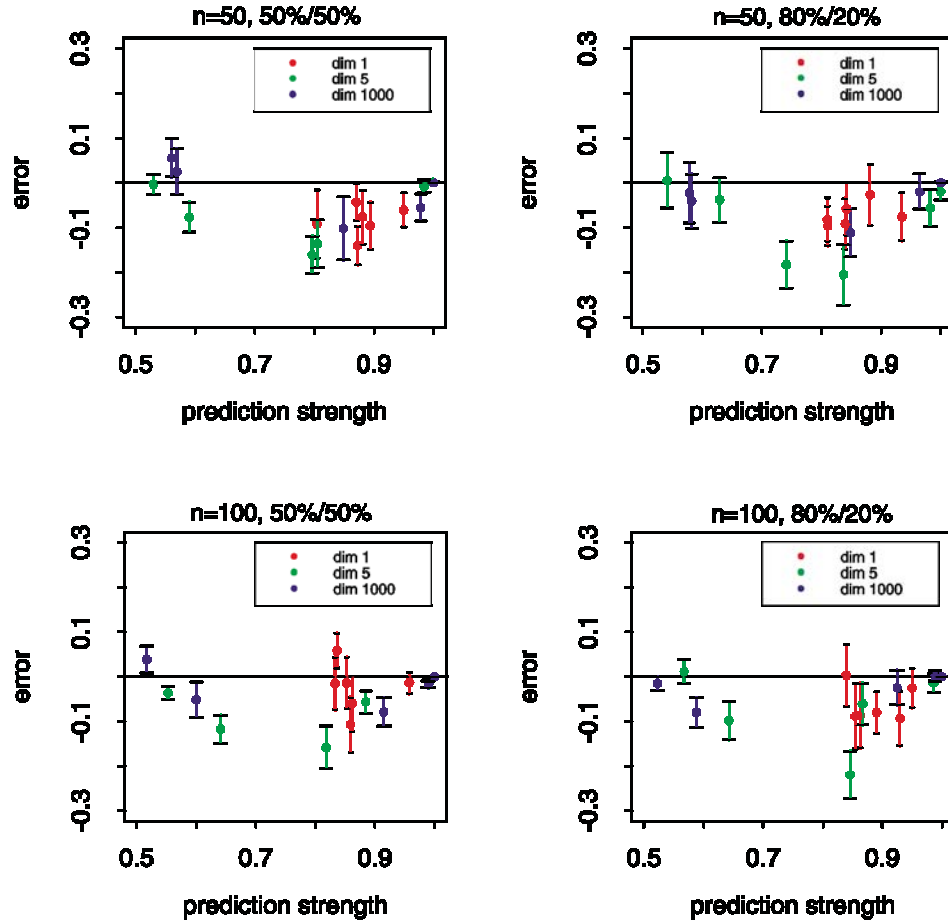 n=50, 50%/50%
0.3
0.1
-0.1
-0.3
error
dim 1
dim 5
dim 1000
0.5
0.7
0.9
prediction strength
n=50, 80%/20%
0.3
0.1
-0.1
-0.3
error
dim 1
dim 5
dim 1000
0.5
0.7
0.9
prediction strength
n=100, 50%/50%
0.3
0.1
-0.1
-0.3
error
dim 1
dim 5
dim 1000
0.5
0.7
0.9
prediction strength
n=100, 80%/20%
0.3
0.1
-0.1
-0.3
error
dim 1
dim 5
dim 1000
0.5
0.7
0.9
prediction strength